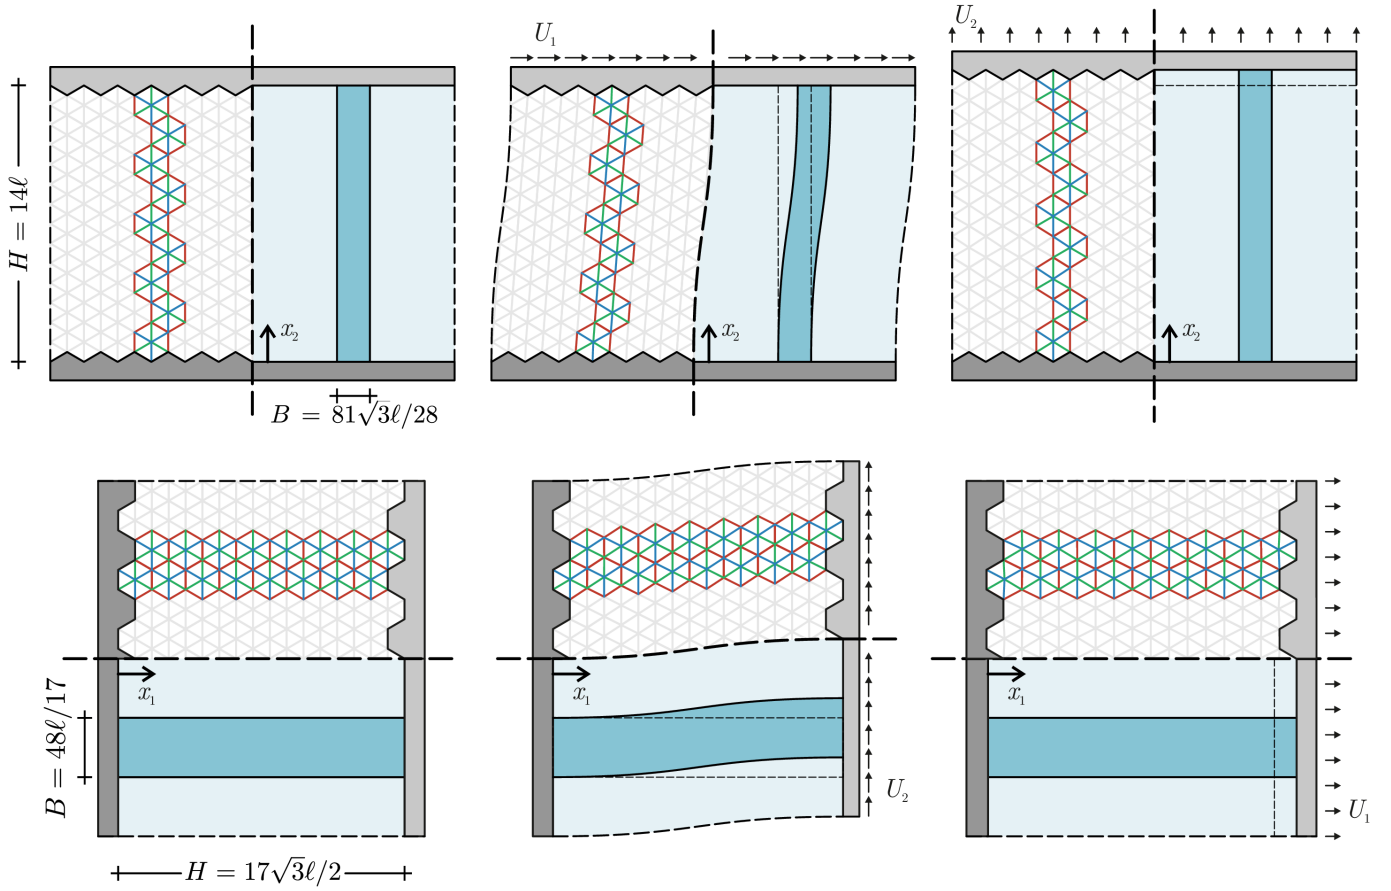 U₁
U₂
H = 14ℓ
x₂
x₂
x₂
B = 81√3ℓ/28
B = 48ℓ/17
x₁
x₁
x₁
U₂
U₁
H = 17√3ℓ/2